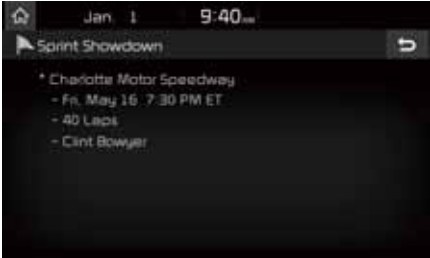 Jan. 1 9:40 AM
Sprint Showdown
* Charlotte Motor Speedway
- Fri, May 16 7:30 PM ET
- 40 Laps
- Clint Bowyer